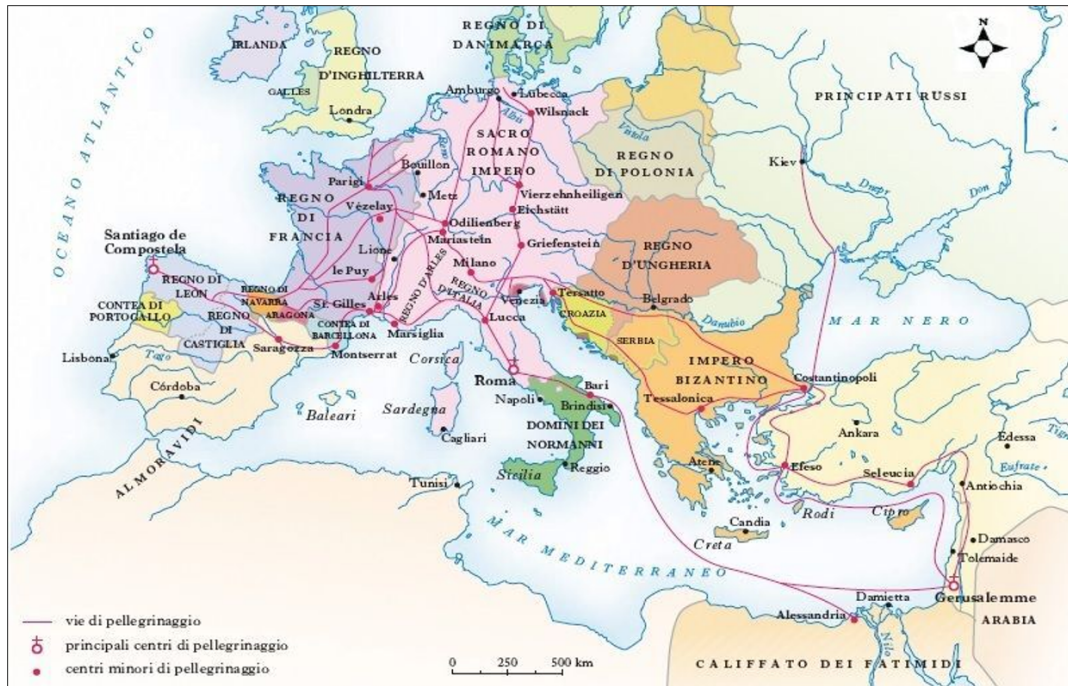 N
REGNO DI
DANIMARCA
IRLANDA
REGNO
D'INGHILTERRA
GALLES
Londra
Amburgo
Lubecca
Albis
Wilsnack
PRINCIPATI RUSSI
OCEANO ATLANTICO
SACRO
ROMANO
IMPERO
Reno
Vistola
REGNO
DI POLONIA
Kiev
Dnepr
Don
Bouillon
Parigi
Metz
Vierzehnheiligen
Eichstätt
REGNO
DI
FRANCIA
Vézelay
Odilienberg
Mariastein
Griefenstein
REGNO
D'UNGHERIA
Santiago de
Compostela
Lione
le Puy
Milano
REGNO D'ARLES
REGNO
D'ITALIA
Venezia
Tersatto
Belgrado
Danubio
MAR NERO
REGNO DI
LEÓN
REGNO DI
NAVARRA
ARAGONA
St. Gilles
Arles
Marsiglia
Lucca
CROAZIA
SERBIA
CONTEA DI
PORTOGALLO
REGNO
DI
CASTIGLIA
CONTEA DI
BARCELLONA
Saragozza
Montserrat
Corsica
IMPERO
BIZANTINO
Costantinopoli
Lisbona
Tago
Córdoba
Baleari
Sardegna
Cagliari
Roma
Napoli
Bari
Brindisi
DOMINI DEI
NORMANNI
Tessalonica
Ankara
Edessa
Tigri
Eufrate
ALMORAVIDI
Tunisi
Sicilia
Reggio
Atene
Efeso
Seleucia
Antiochia
Rodi
Cipro
Candia
Creta
Damasco
Tolemaide
MAR MEDITERRANEO
Gerusalemme
Damietta
Alessandria
Nilo
ARABIA
CALIFFATO DEI FATIMIDI
vie di pellegrinaggio
principali centri di pellegrinaggio
centri minori di pellegrinaggio
0 250 500 km